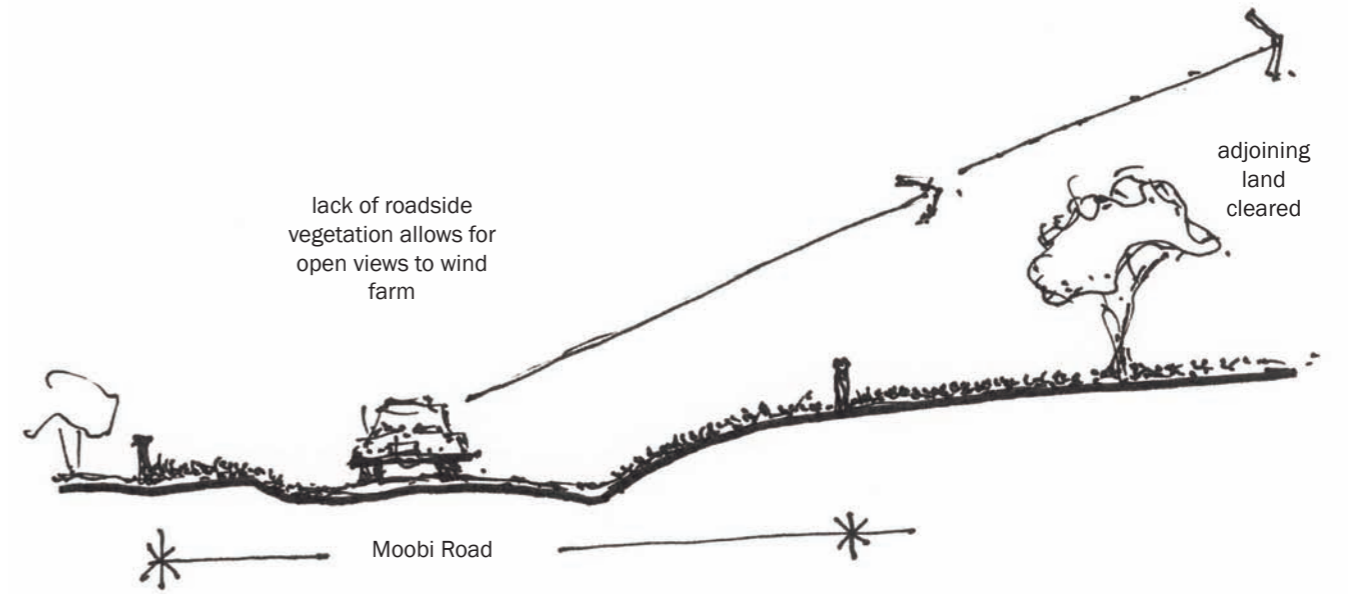 lack of roadside
vegetation allows for
open views to wind
farm
adjoining
land
cleared
Moobi Road